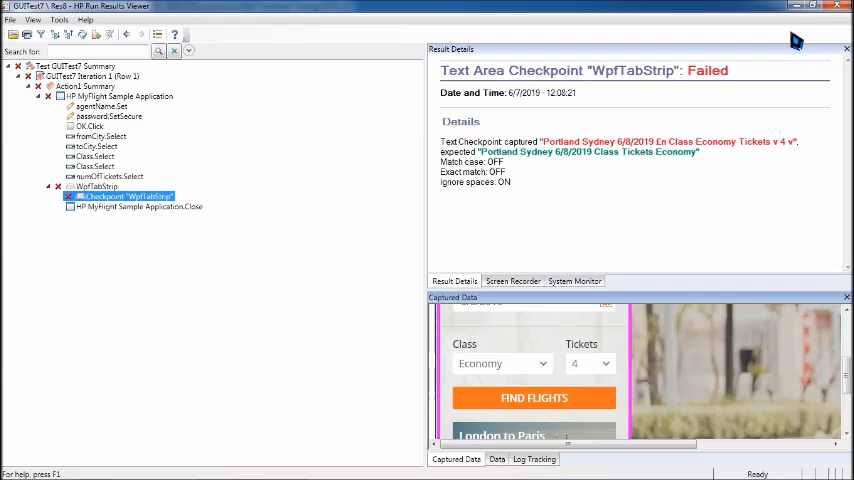 GUITest7 \ Res8 - HP Run Results Viewer
File View Tools Help
Search for:
Test GUITest7 Summary
GUITest7 Iteration 1 (Row 1)
Action1 Summary
HP MyFlight Sample Application
agentName.Set
password.SetSecure
OK.Click
fromCity.Select
toCity.Select
Class.Select
Class.Select
numOfTickets.Select
WpfTabStrip
Checkpoint "WpfTabStrip"
HP MyFlight Sample Application.Close
Result Details
Text Area Checkpoint "WpfTabStrip": Failed
Date and Time: 6/7/2019 - 12:08:21
Details
Text Checkpoint: captured "Portland Sydney 6/8/2019 £n Class Economy Tickets v 4 v".
expected "Portland Sydney 6/8/2019 Class Tickets Economy"
Match case: OFF
Exact match: OFF
Ignore spaces: ON
Result Details Screen Recorder System Monitor
Captured Data
Class Tickets
Economy 4
FIND FLIGHTS
London to Paris
Captured Data Data Log Tracking
For help, press F1 Ready